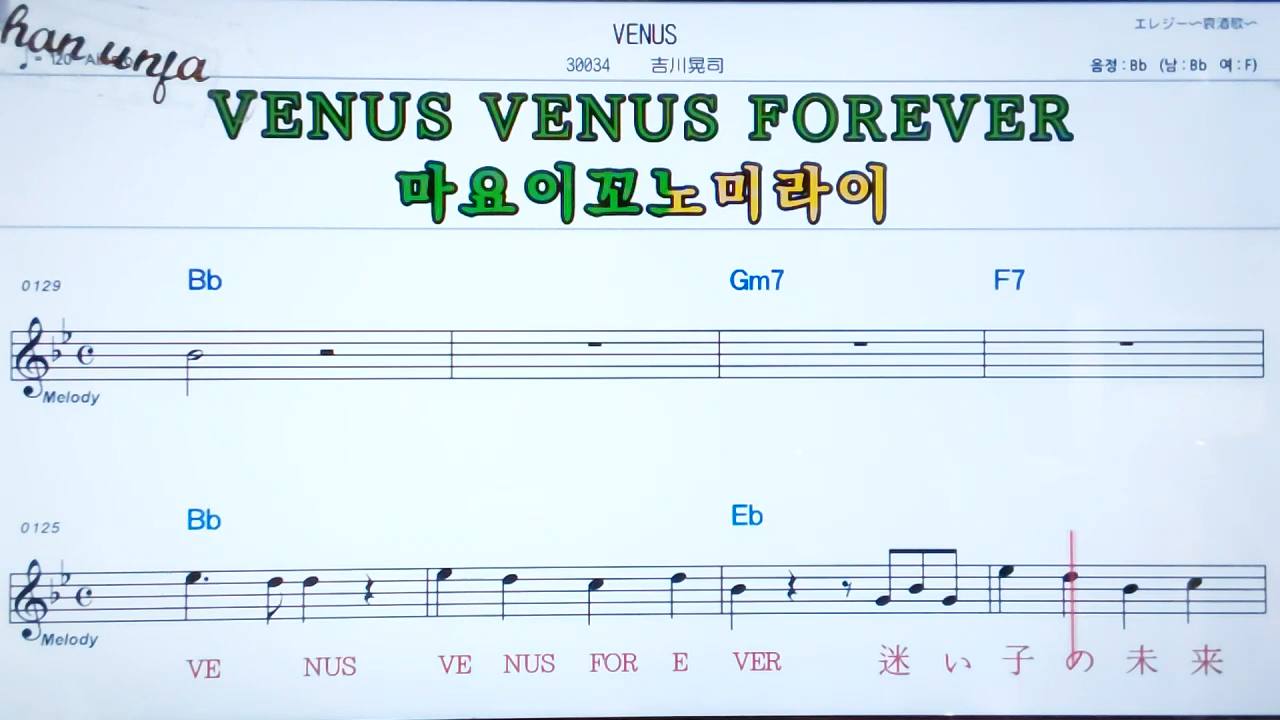 han unfa
VENUS
エレジー〜哀酒歌〜
30034 吉川晃司
음정 : Bb (남 : Bb 여 : F)
VENUS VENUS FOREVER
마요이꼬노미라이
0129 Bb Gm7 F7
Melody
0125 Bb Eb
Melody
VE NUS VE NUS FOR E VER 迷 い 子 の 未 来